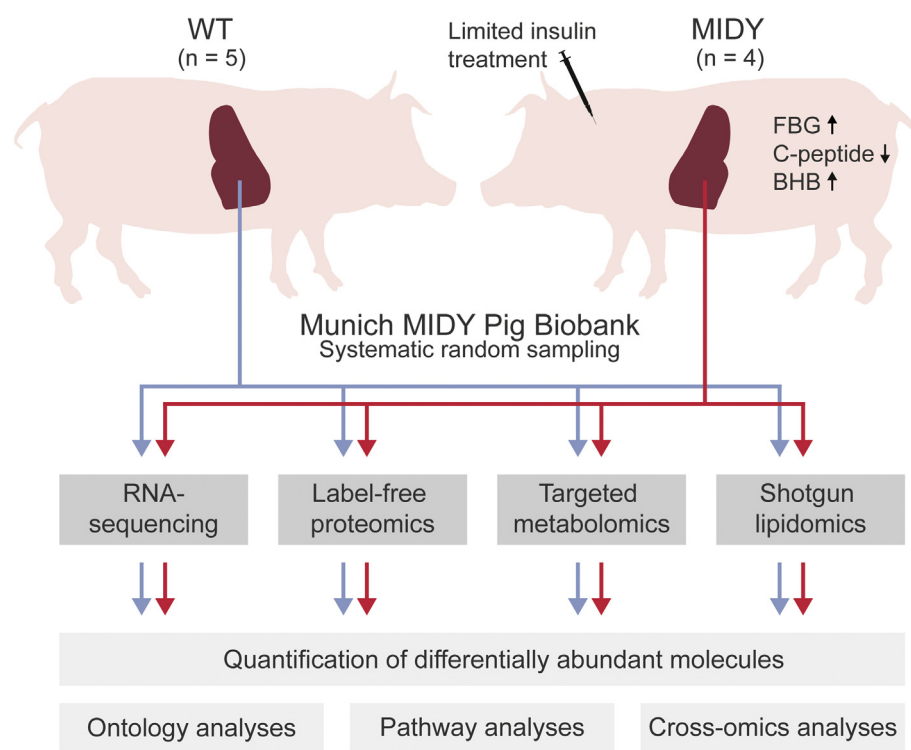 WT
(n = 5)
Limited insulin
treatment
MIDY
(n = 4)
FBG ↑
C-peptide ↓
BHB ↑
Munich MIDY Pig Biobank
Systematic random sampling
RNA-
sequencing
Label-free
proteomics
Targeted
metabolomics
Shotgun
lipidomics
Quantification of differentially abundant molecules
Ontology analyses
Pathway analyses
Cross-omics analyses